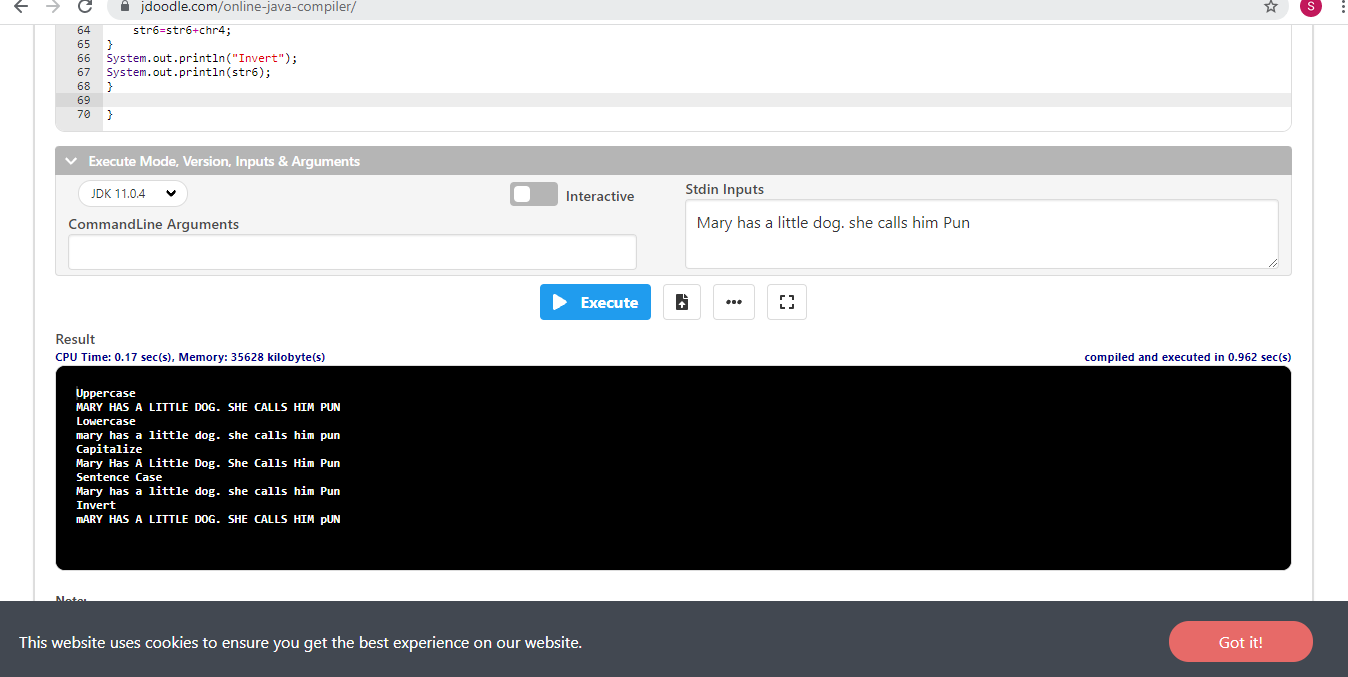 jdoodle.com/online-java-compiler/
S
64 str6=str6+chr4;
65 }
66 System.out.println("Invert");
67 System.out.println(str6);
68 }
69
70 }
Execute Mode, Version, Inputs & Arguments
JDK 11.0.4
Interactive
Stdin Inputs
CommandLine Arguments
Mary has a little dog. she calls him Pun
Execute
Result
CPU Time: 0.17 sec(s), Memory: 35628 kilobyte(s)
compiled and executed in 0.962 sec(s)
Uppercase
MARY HAS A LITTLE DOG. SHE CALLS HIM PUN
Lowercase
mary has a little dog. she calls him pun
Capitalize
Mary Has A Little Dog. She Calls Him Pun
Sentence Case
Mary has a little dog. she calls him Pun
Invert
mARY HAS A LITTLE DOG. SHE CALLS HIM pUN
Note:
This website uses cookies to ensure you get the best experience on our website.
Got it!